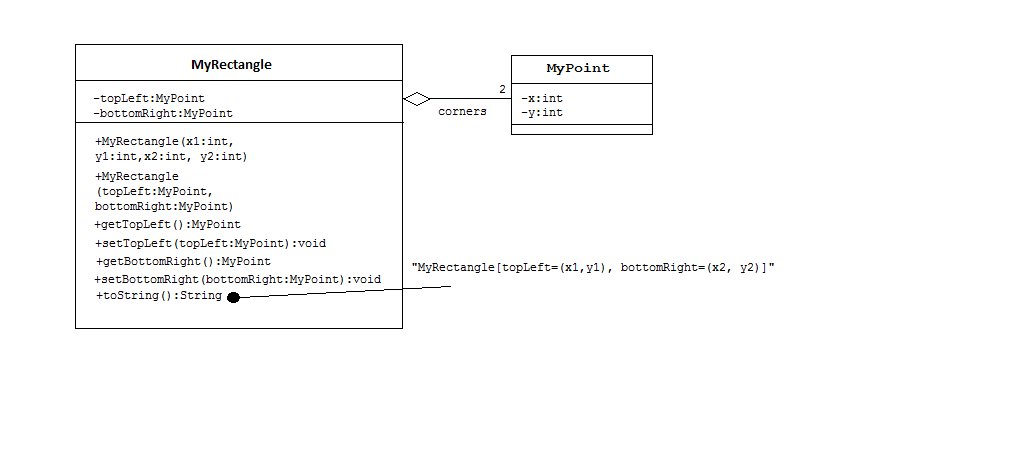 MyRectangle
-topLeft:MyPoint
-bottomRight:MyPoint
+MyRectangle(x1:int,
y1:int,x2:int, y2:int)
+MyRectangle
(topLeft:MyPoint,
bottomRight:MyPoint)
+getTopLeft():MyPoint
+setTopLeft(topLeft:MyPoint):void
+getBottomRight():MyPoint
+setBottomRight(bottomRight:MyPoint):void
+toString():String
2
corners
MyPoint
-x:int
-y:int
"MyRectangle[topLeft=(x1,y1), bottomRight=(x2, y2)]"